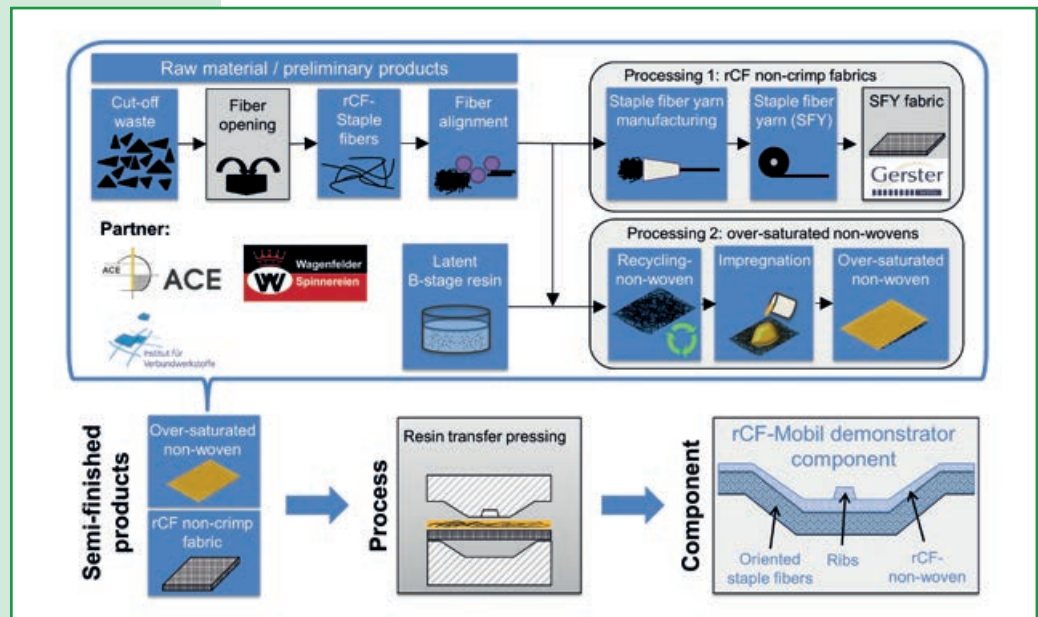 Raw material / preliminary products
Cut-off
waste
Fiber
opening
rCF-
Staple
fibers
Fiber
alignment
Processing 1: rCF non-crimp fabrics
Staple fiber yarn
manufacturing
Staple fiber
yarn (SFY)
SFY fabric
Gerster
Partner:
ACE
ACE
Wagenfelder
Spinnereien
W
Institut für
Verbundwerkstoffe
Latent
B-stage resin
Processing 2: over-saturated non-wovens
Recycling-
non-woven
Impregnation
Over-saturated
non-woven
Semi-finished
products
Over-saturated
non-woven
rCF non-crimp
fabric
Process
Resin transfer pressing
Component
rCF-Mobil demonstrator
component
Oriented
staple fibers
Ribs
rCF-
non-woven